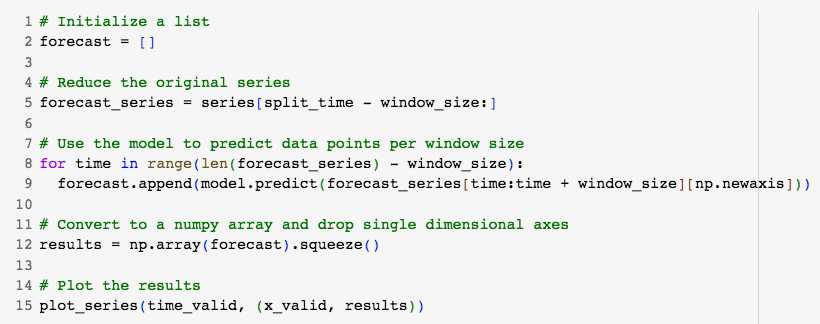 1 # Initialize a list
2 forecast = []
3
4 # Reduce the original series
5 forecast_series = series[split_time - window_size:]
6
7 # Use the model to predict data points per window size
8 for time in range(len(forecast_series) - window_size):
9   forecast.append(model.predict(forecast_series[time:time + window_size][np.newaxis]))
10
11 # Convert to a numpy array and drop single dimensional axes
12 results = np.array(forecast).squeeze()
13
14 # Plot the results
15 plot_series(time_valid, (x_valid, results))